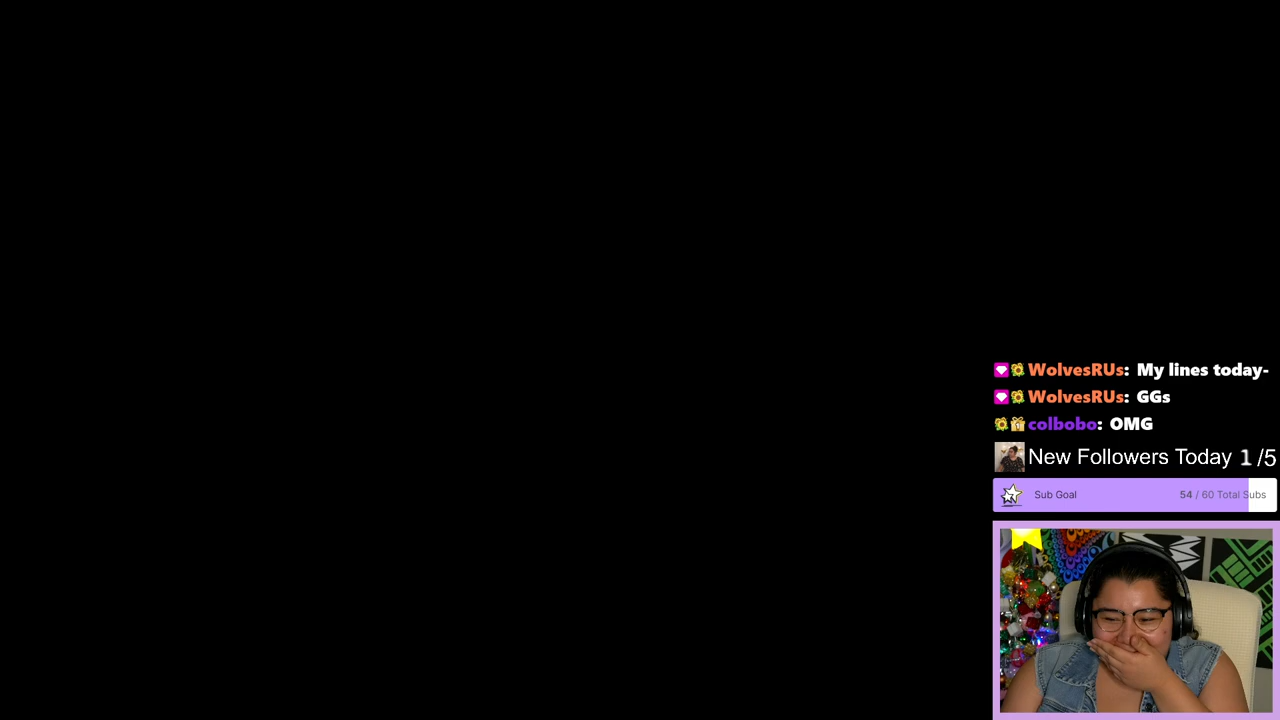 WolvesRUs: My lines today-
WolvesRUs: GGs
colbobo: OMG
New Followers Today 1 /5
Sub Goal 54 / 60 Total Subs